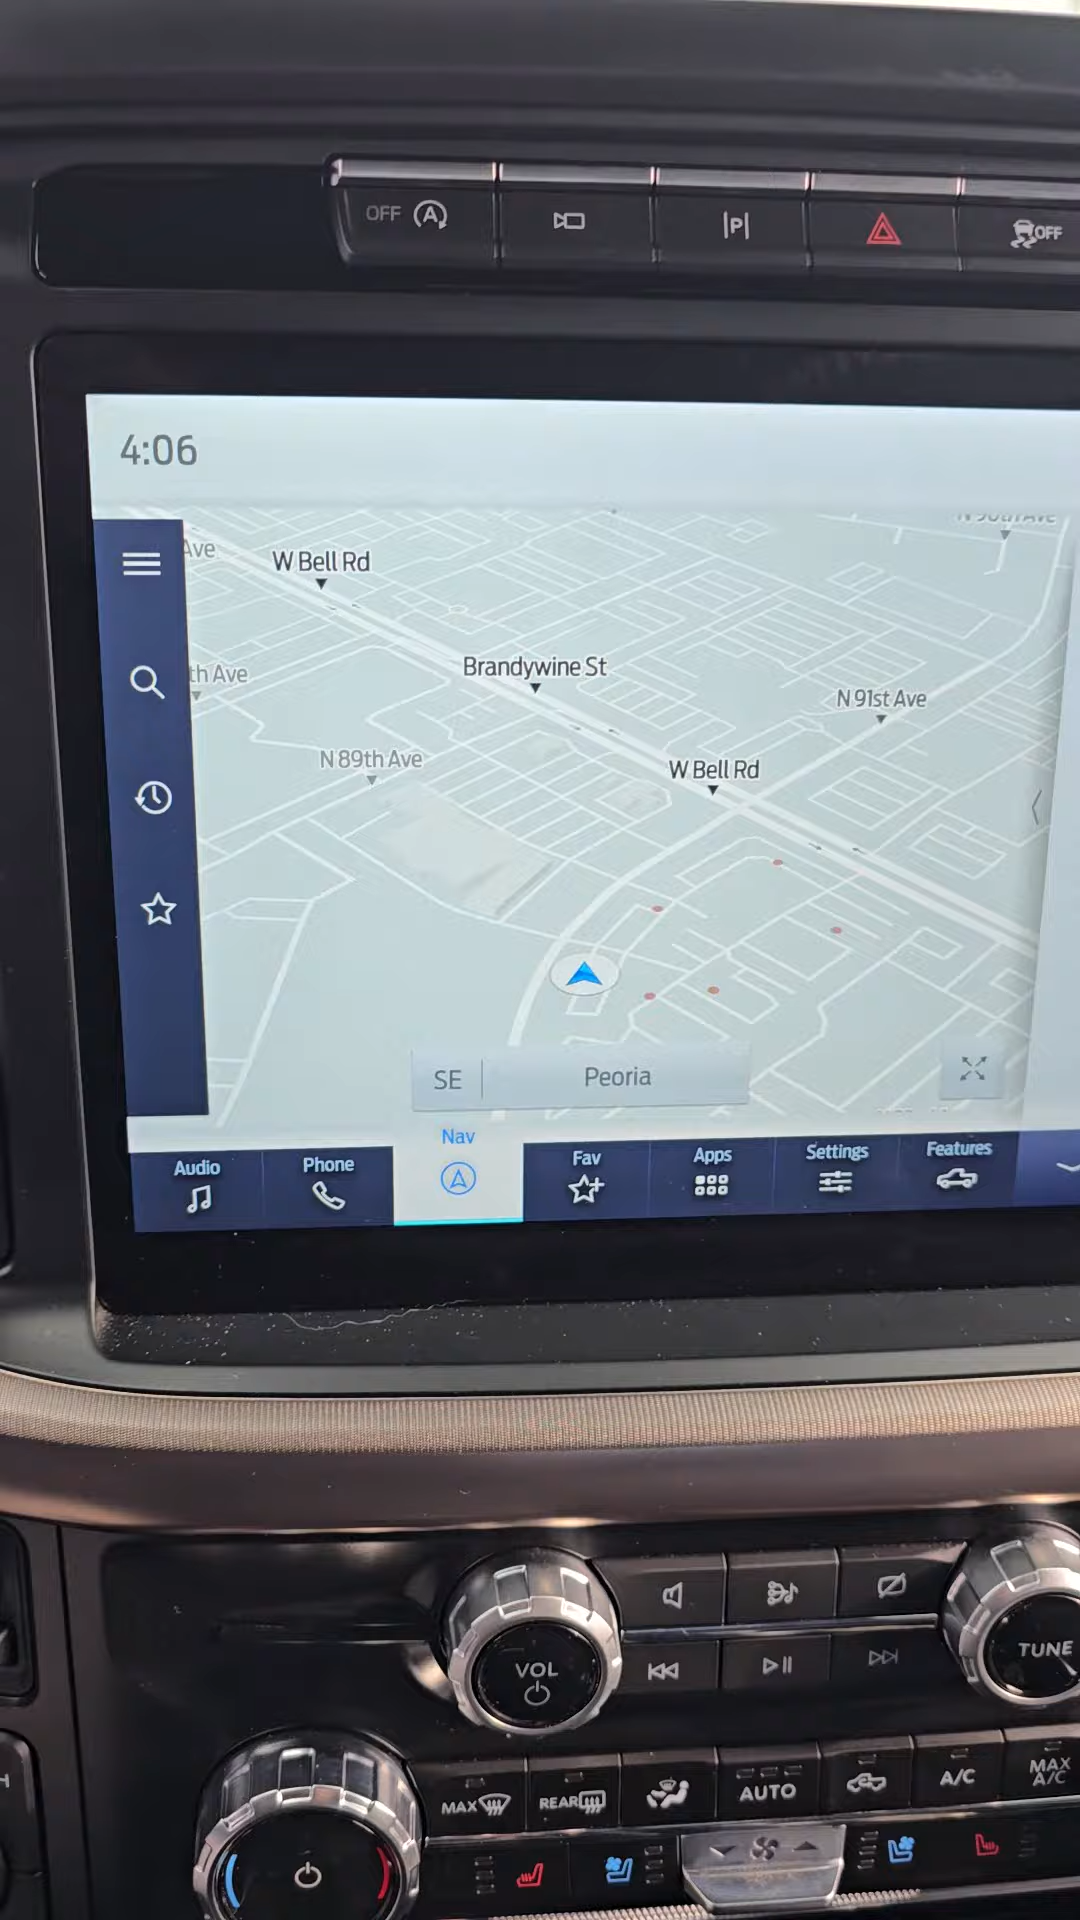 OFF A
P
OFF
4:06
Ave
W Bell Rd
th Ave
Brandywine St
N 91st Ave
N 89th Ave
W Bell Rd
SE
Peoria
Audio
Phone
Nav
Fav
Apps
Settings
Features
VOL
TUNE
MAX
REAR
AUTO
A/C
MAX
A/C
H